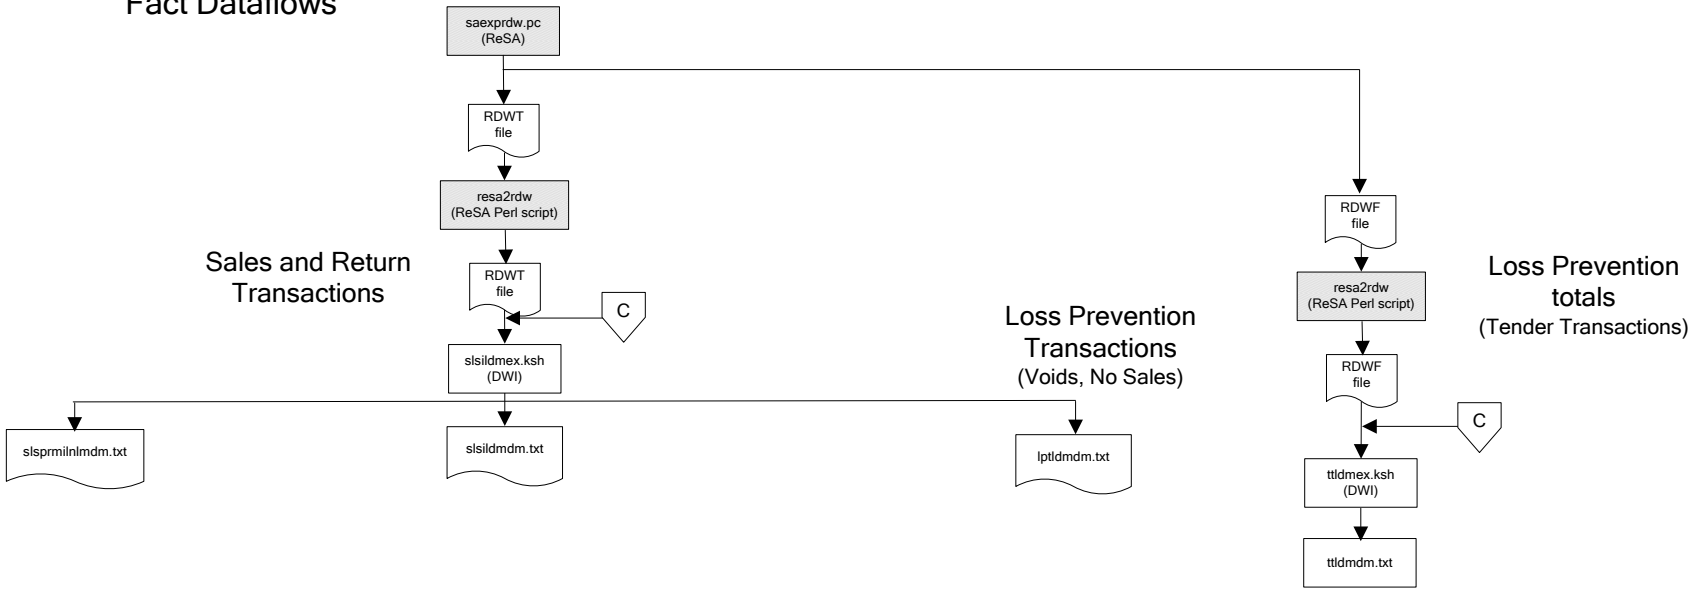 Fact Dataflows
saexprdw.pc
(ReSA)
RDWT
file
resa2rdw
(ReSA Perl script)
Sales and Return
Transactions
RDWT
file
C
slsildmex.ksh
(DWI)
slsprmilnlmdm.txt
slsildmdm.txt
Loss Prevention
Transactions
(Voids, No Sales)
lptldmdm.txt
RDWF
file
resa2rdw
(ReSA Perl script)
Loss Prevention
totals
(Tender Transactions)
RDWF
file
C
ttldmex.ksh
(DWI)
ttldmdm.txt